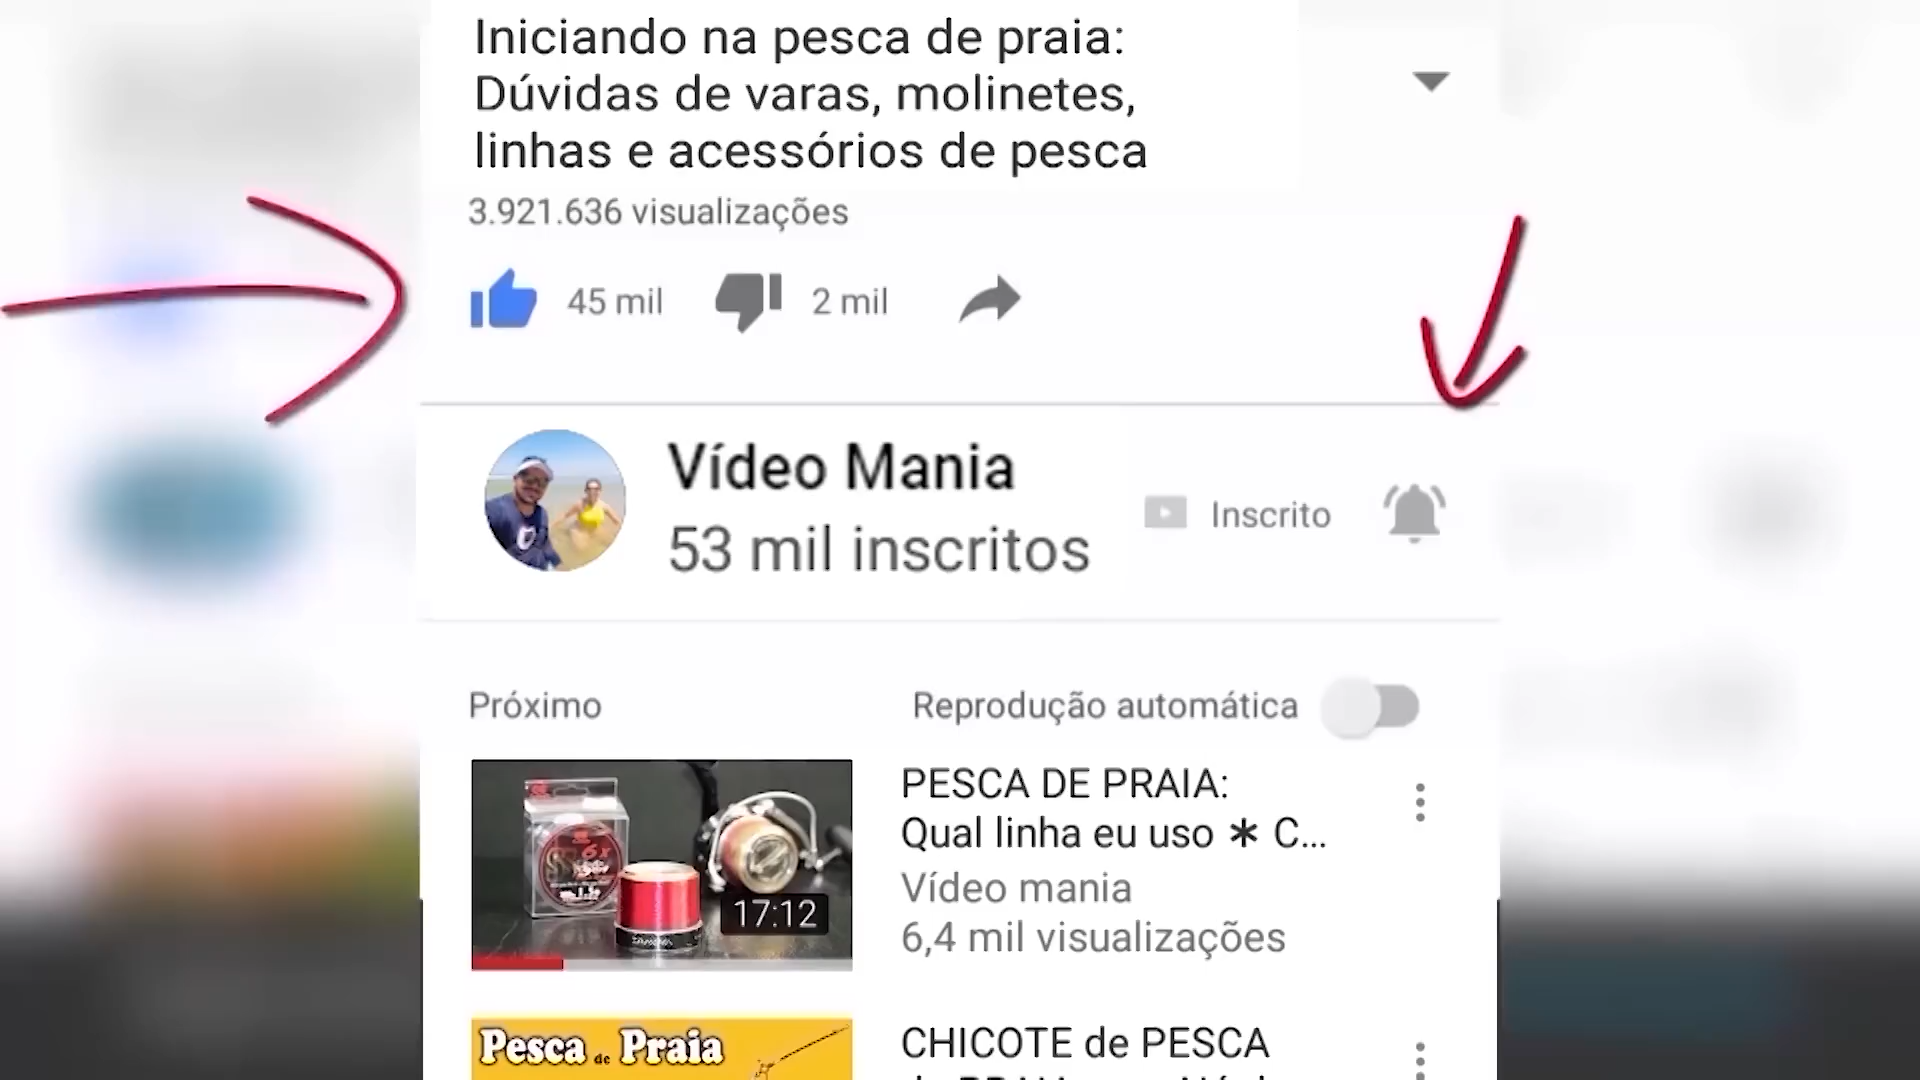 Iniciando na pesca de praia:
Dúvidas de varas, molinetes,
linhas e acessórios de pesca
3.921.636 visualizações
45 mil
2 mil
Vídeo Mania
53 mil inscritos
Inscrito
Próximo
Reprodução automática
6x
17:12
PESCA DE PRAIA:
Qual linha eu uso ∗ C...
Vídeo mania
6,4 mil visualizações
Pesca de Praia
CHICOTE de PESCA